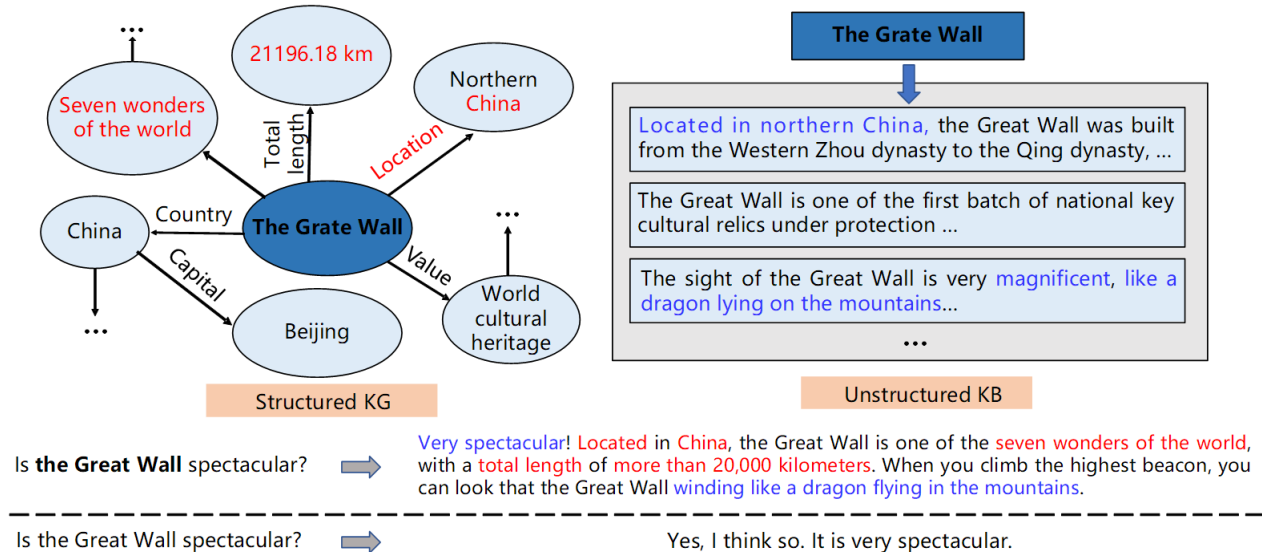 ...
21196.18 km
Seven wonders
of the world
Northern
China
Total
length
Location
China
Country
The Grate Wall
...
Capital
Value
...
Beijing
World
cultural
heritage
Structured KG
The Grate Wall
Located in northern China, the Great Wall was built
from the Western Zhou dynasty to the Qing dynasty, ...
The Great Wall is one of the first batch of national key
cultural relics under protection ...
The sight of the Great Wall is very magnificent, like a
dragon lying on the mountains...
...
Unstructured KB
Is the Great Wall spectacular?
Very spectacular! Located in China, the Great Wall is one of the seven wonders of the world,
with a total length of more than 20,000 kilometers. When you climb the highest beacon, you
can look that the Great Wall winding like a dragon flying in the mountains.
Is the Great Wall spectacular?
Yes, I think so. It is very spectacular.